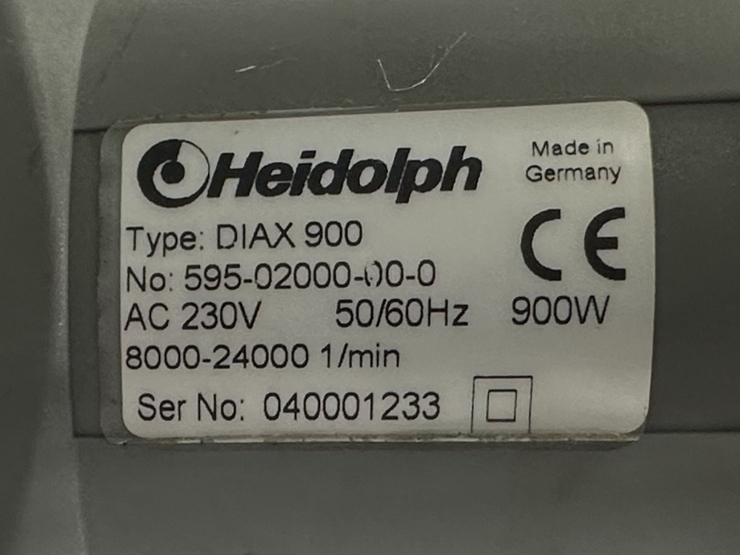 Heidolph
Made in
Germany
Type: DIAX 900
CE
No: 595-02000-00-0
AC 230V 50/60Hz 900W
8000-24000 1/min
Ser No: 040001233